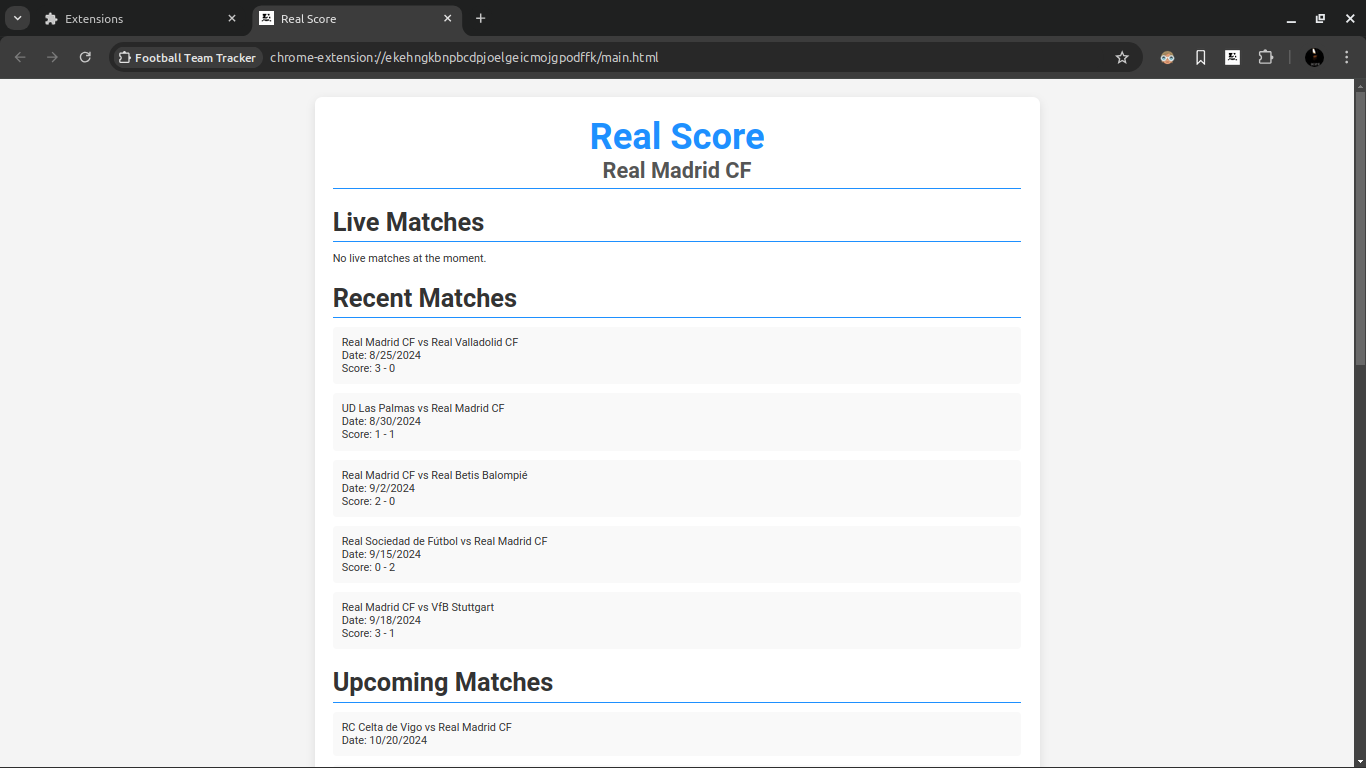 Extensions
Real Score
Football Team Tracker
chrome-extension://ekehngkbnpbcdpjoelgeicmojgpodffk/main.html
Real Score
Real Madrid CF
Live Matches
No live matches at the moment.
Recent Matches
Real Madrid CF vs Real Valladolid CF
Date: 8/25/2024
Score: 3 - 0
UD Las Palmas vs Real Madrid CF
Date: 8/30/2024
Score: 1 - 1
Real Madrid CF vs Real Betis Balompié
Date: 9/2/2024
Score: 2 - 0
Real Sociedad de Fútbol vs Real Madrid CF
Date: 9/15/2024
Score: 0 - 2
Real Madrid CF vs VfB Stuttgart
Date: 9/18/2024
Score: 3 - 1
Upcoming Matches
RC Celta de Vigo vs Real Madrid CF
Date: 10/20/2024